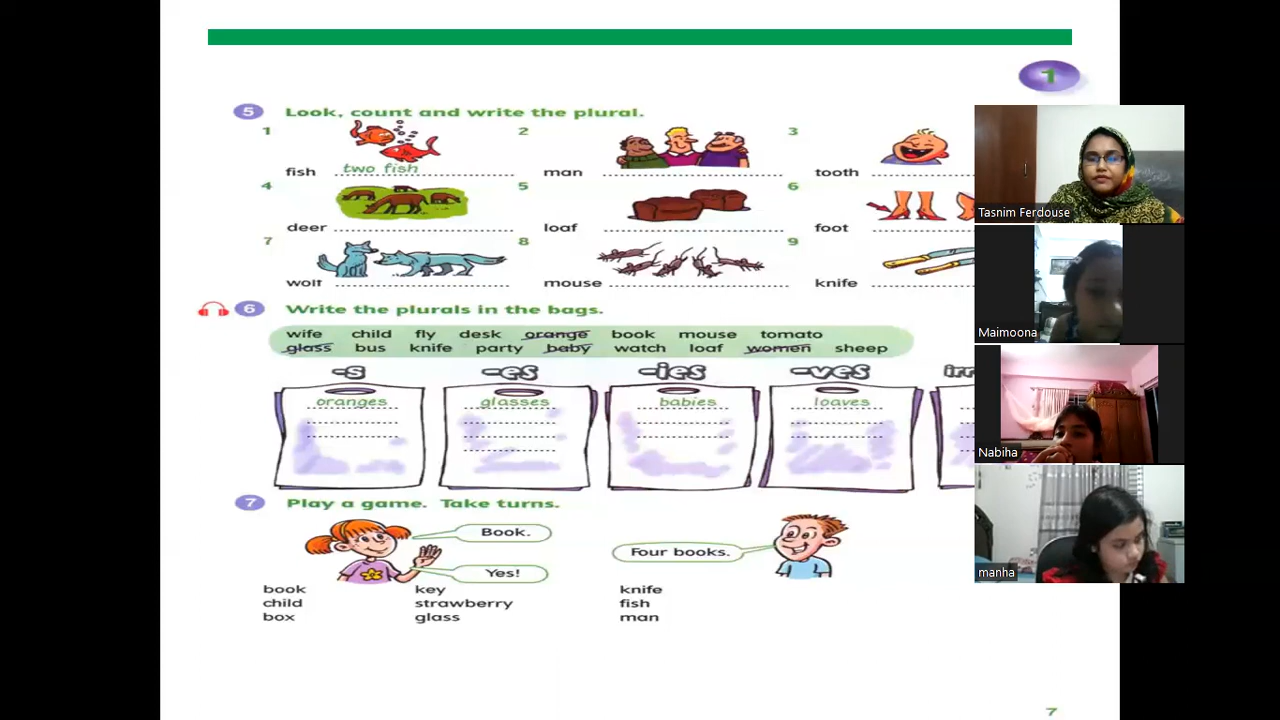 1
5 Look, count and write the plural.
1 2 3
fish two fish man tooth
4 5 6
deer loaf foot
7 8 9
wolf mouse knife
6 Write the plurals in the bags.
wife child fly desk orange book mouse tomato
glass bus knife party baby watch loaf women sheep
-s -es -ies -ves irr
oranges glasses babies loaves
7 Play a game. Take turns.
Book.
Four books.
Yes!
book key knife
child strawberry fish
box glass man
7
Tasnim Ferdouse
Maimoona
Nabiha
manha